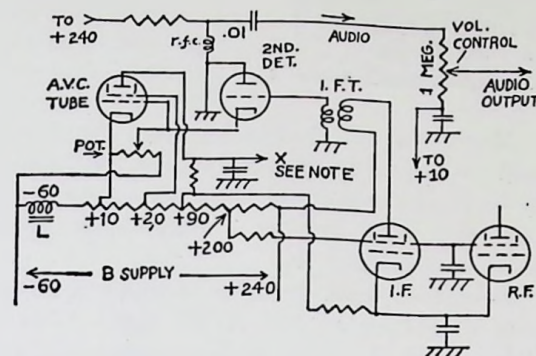 TO
+240
r.f.c.
.01
AUDIO
VOL.
CONTROL
2ND.
DET.
A.V.C.
TUBE
I.F.T.
1 MEG.
AUDIO
OUTPUT
POT.
X
SEE NOTE
TO
+10
-60
L
+10
+20
+90
+200
B SUPPLY
-60
+240
I.F.
R.F.